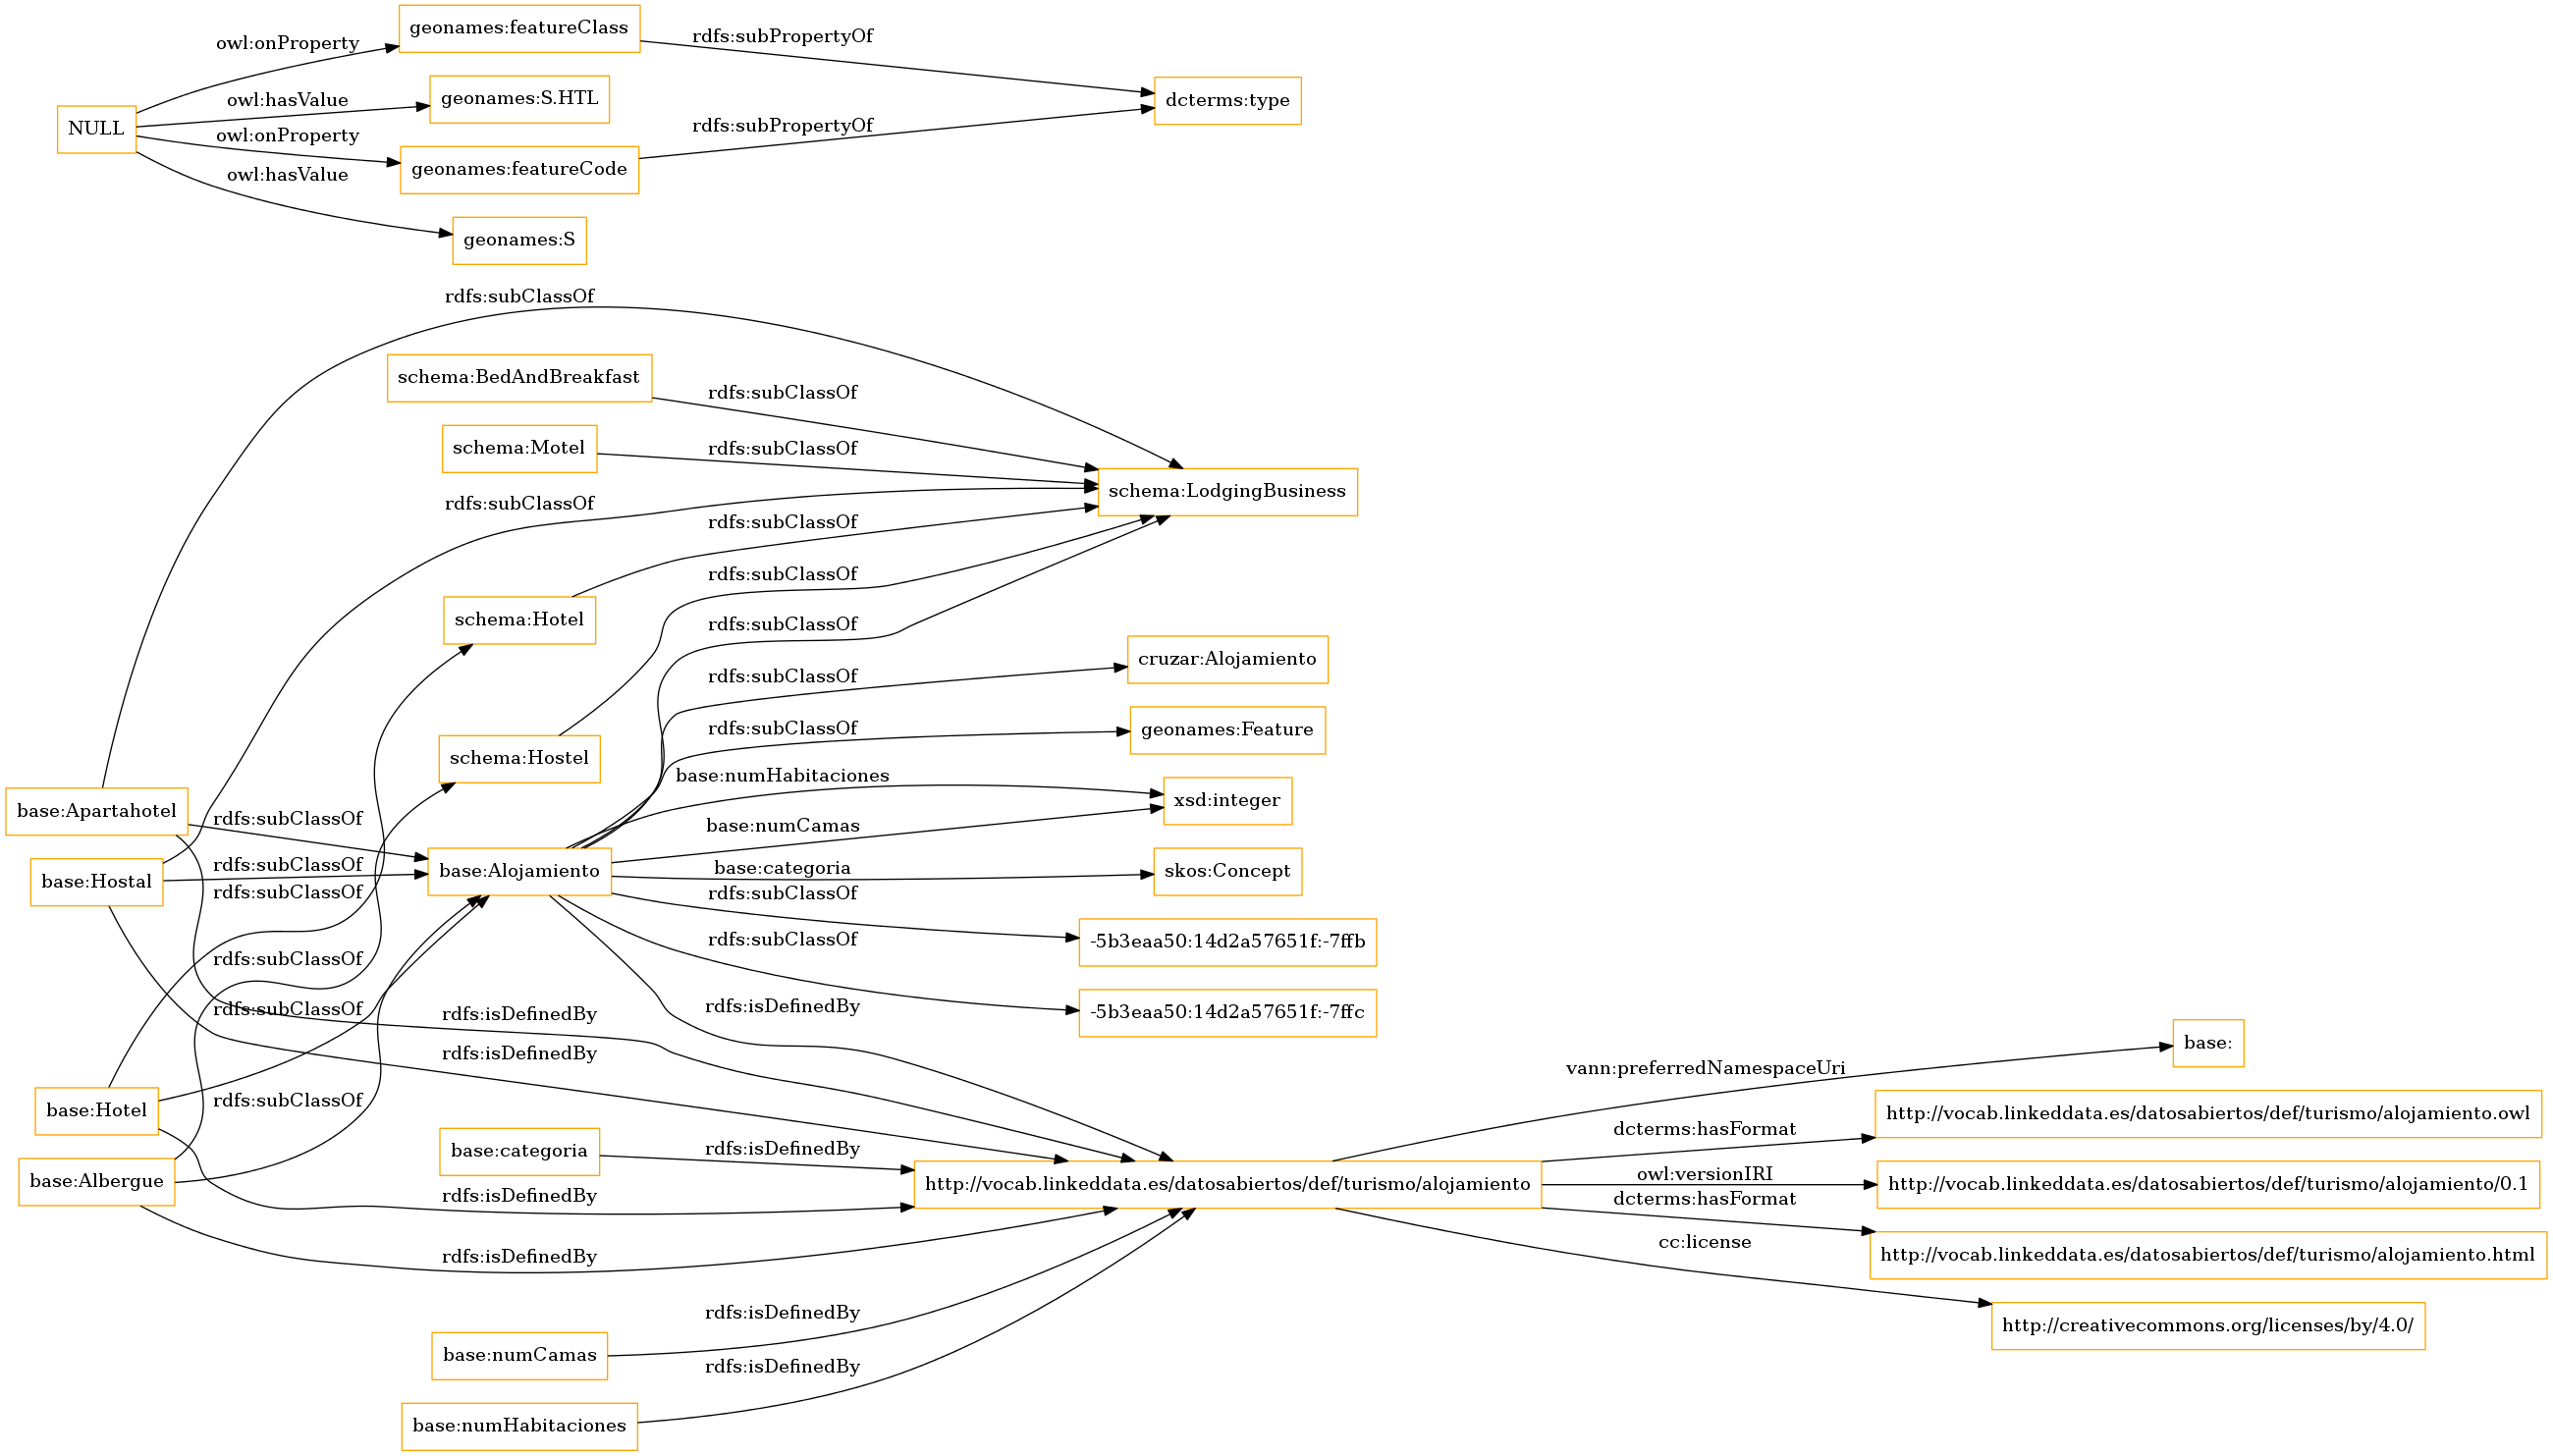 geonames:featureClass
owl:onProperty
rdfs:subPropertyOf
geonames:S.HTL
owl:hasValue
dcterms:type
NULL
rdfs:subPropertyOf
owl:onProperty
geonames:featureCode
owl:hasValue
geonames:S
rdfs:subClassOf
schema:BedAndBreakfast
rdfs:subClassOf
schema:Motel
rdfs:subClassOf
schema:LodgingBusiness
rdfs:subClassOf
rdfs:subClassOf
rdfs:subClassOf
schema:Hotel
rdfs:subClassOf
cruzar:Alojamiento
rdfs:subClassOf
rdfs:subClassOf
geonames:Feature
schema:Hostel
base:numHabitaciones
xsd:integer
base:Apartahotel
rdfs:subClassOf
base:numCamas
base:Hostal
rdfs:subClassOf
base:Alojamiento
base:categoria
skos:Concept
rdfs:subClassOf
rdfs:subClassOf
-5b3eaa50:14d2a57651f:-7ffb
rdfs:subClassOf
rdfs:subClassOf
rdfs:subClassOf
rdfs:isDefinedBy
rdfs:isDefinedBy
-5b3eaa50:14d2a57651f:-7ffc
rdfs:isDefinedBy
base:
vann:preferredNamespaceUri
base:Hotel
rdfs:subClassOf
http://vocab.linkeddata.es/datosabiertos/def/turismo/alojamiento.owl
dcterms:hasFormat
base:categoria
rdfs:isDefinedBy
base:Albergue
rdfs:isDefinedBy
http://vocab.linkeddata.es/datosabiertos/def/turismo/alojamiento
owl:versionIRI
http://vocab.linkeddata.es/datosabiertos/def/turismo/alojamiento/0.1
dcterms:hasFormat
rdfs:isDefinedBy
cc:license
http://vocab.linkeddata.es/datosabiertos/def/turismo/alojamiento.html
rdfs:isDefinedBy
http://creativecommons.org/licenses/by/4.0/
base:numCamas
rdfs:isDefinedBy
base:numHabitaciones